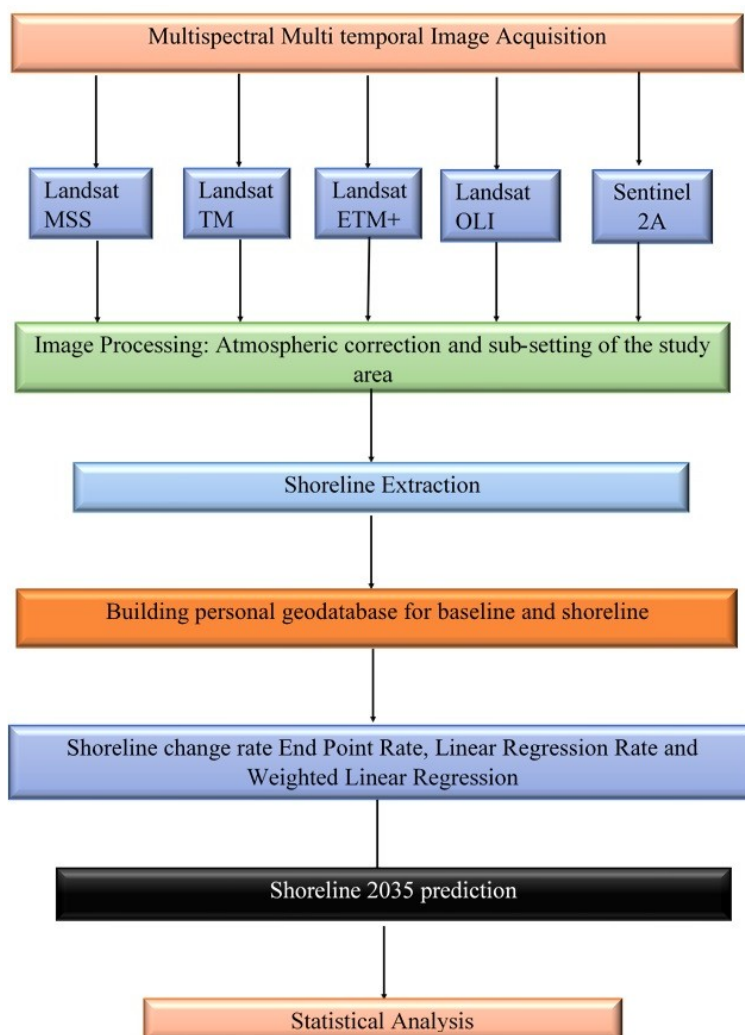 Multispectral Multi temporal Image Acquisition
Landsat
MSS
Landsat
TM
Landsat
ETM+
Landsat
OLI
Sentinel
2A
Image Processing: Atmospheric correction and sub-setting of the study
area
Shoreline Extraction
Building personal geodatabase for baseline and shoreline
Shoreline change rate End Point Rate, Linear Regression Rate and
Weighted Linear Regression
Shoreline 2035 prediction
Statistical Analysis